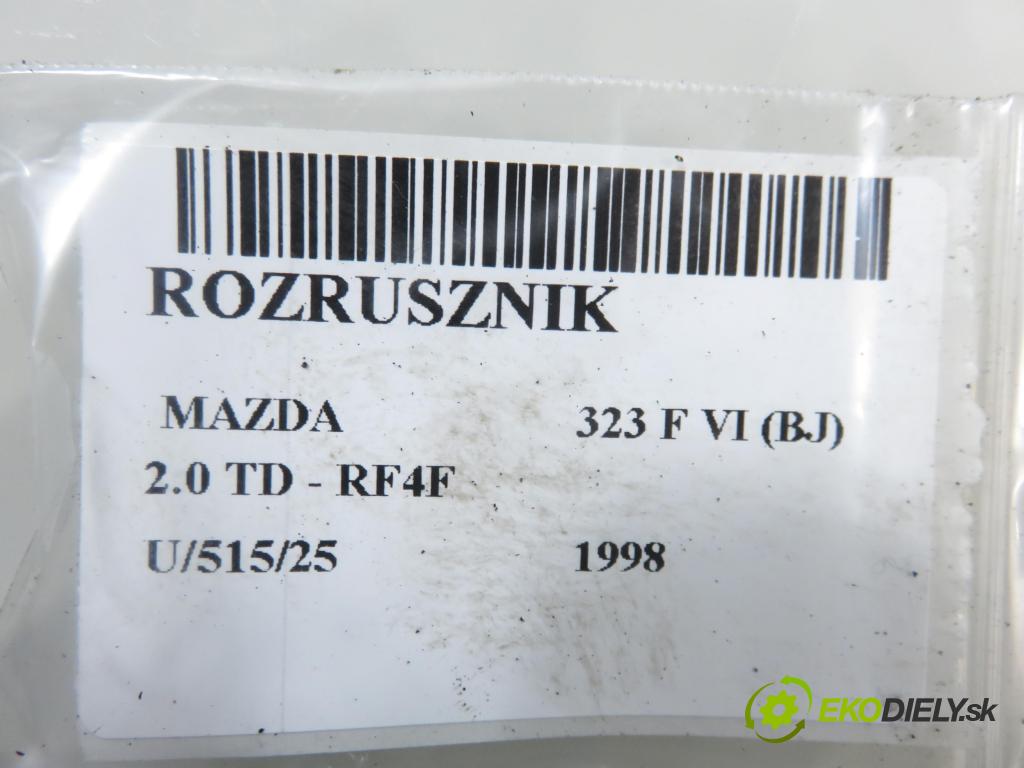 ROZRUSZNIK
MAZDA 323 F VI (BJ)
2.0 TD - RF4F
U/515/25 1998
EKODIELY.sk